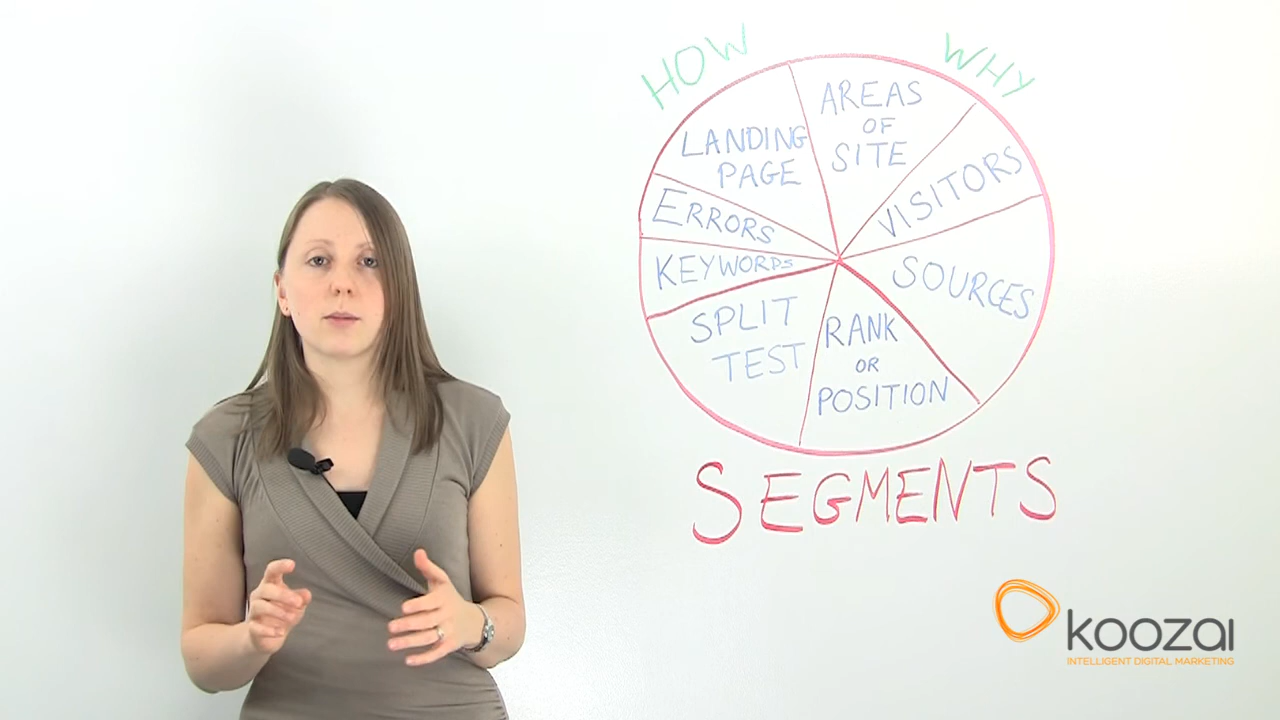 HOW
WHY
AREAS
OF
SITE
VISITORS
SOURCES
RANK
OR
POSITION
SPLIT
TEST
KEYWORDS
ERRORS
LANDING
PAGE
SEGMENTS
koozai
INTELLIGENT DIGITAL MARKETING